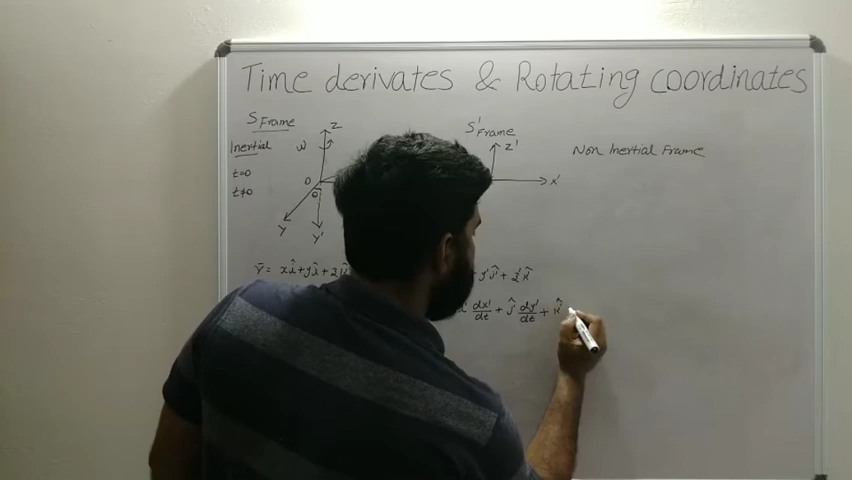 Time derivates & Rotating coordinates
S Frame
Inertial
t=0
t≠0
ω
Z
O
θ
Y
Y'
S' Frame
Z'
X'
Non Inertial Frame
r̄ = xî+yĵ+zk̂
+ y'ĵ'+ z'k̂'
dx'/dt + ĵ' dy'/dt + k̂'